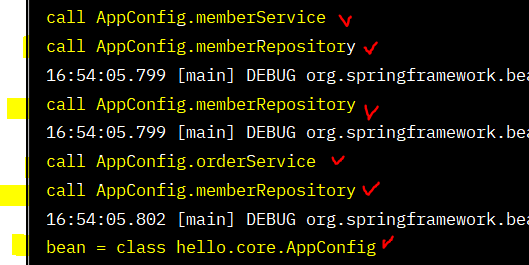 call AppConfig.memberService
call AppConfig.memberRepository
16:54:05.799 [main] DEBUG org.springframework.bea
call AppConfig.memberRepository
16:54:05.799 [main] DEBUG org.springframework.bea
call AppConfig.orderService
call AppConfig.memberRepository
16:54:05.802 [main] DEBUG org.springframework.bea
bean = class hello.core.AppConfig